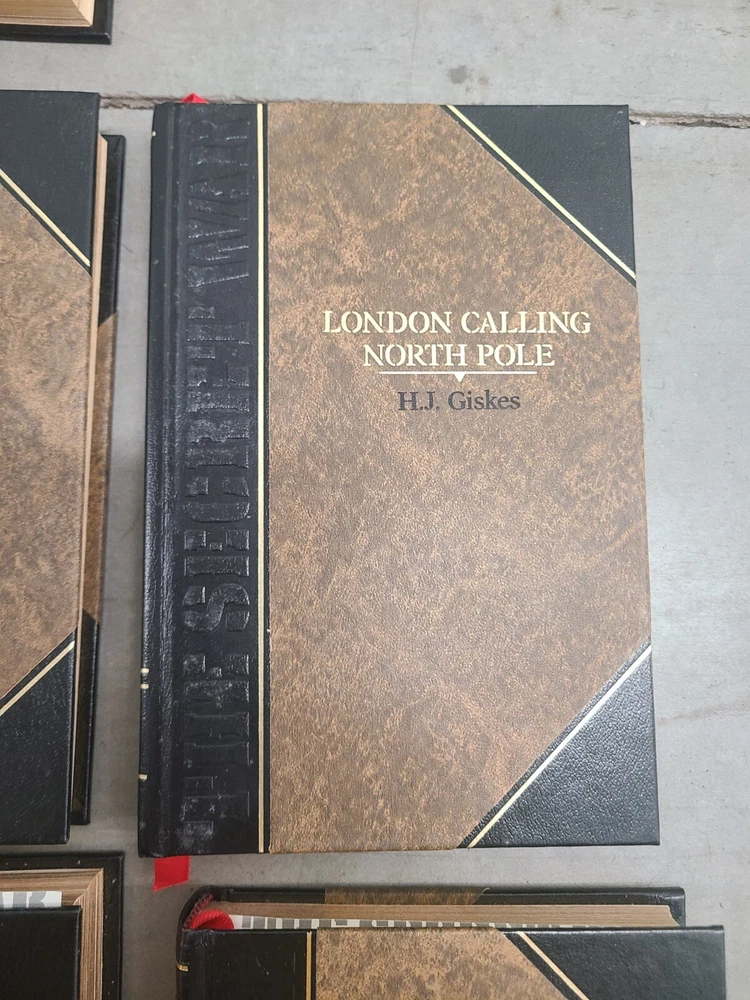 THE SECRET WAR
LONDON CALLING
NORTH POLE
H.J. Giskes